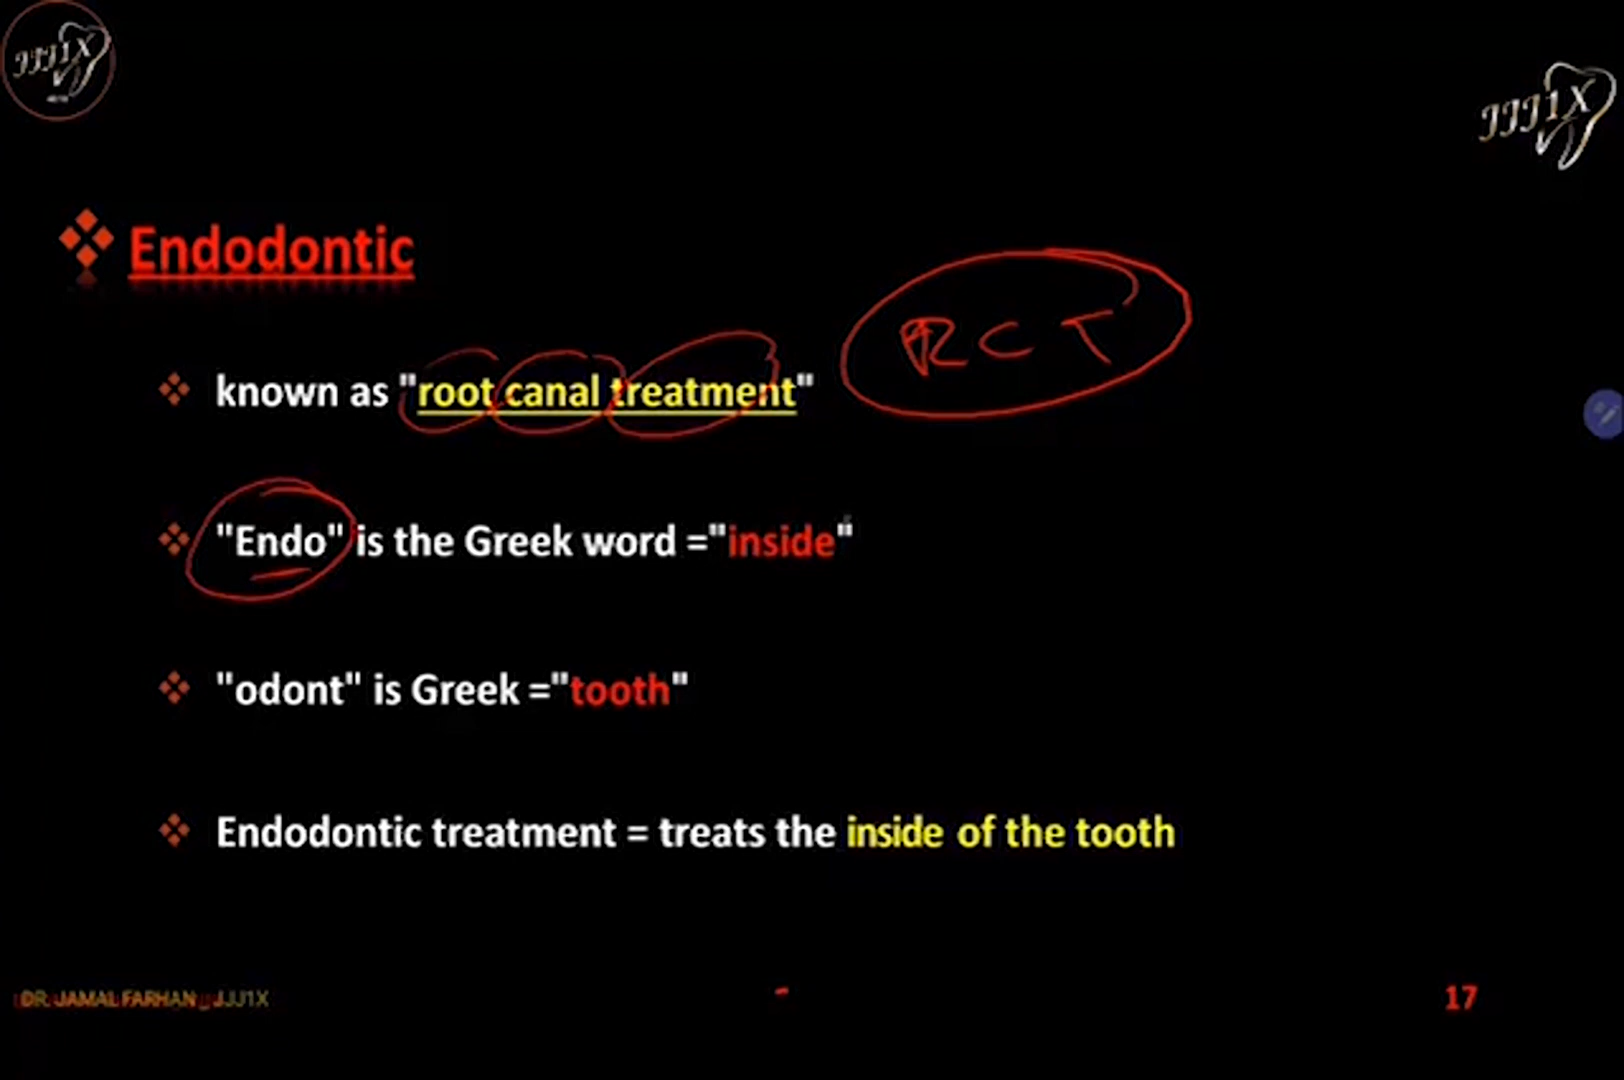 JJJ1X
JJJ1X
Endodontic
RCT
known as "root canal treatment"
"Endo" is the Greek word ="inside"
"odont" is Greek ="tooth"
Endodontic treatment = treats the inside of the tooth
DR. JAMAL FARHAN _ JJJ1X
17